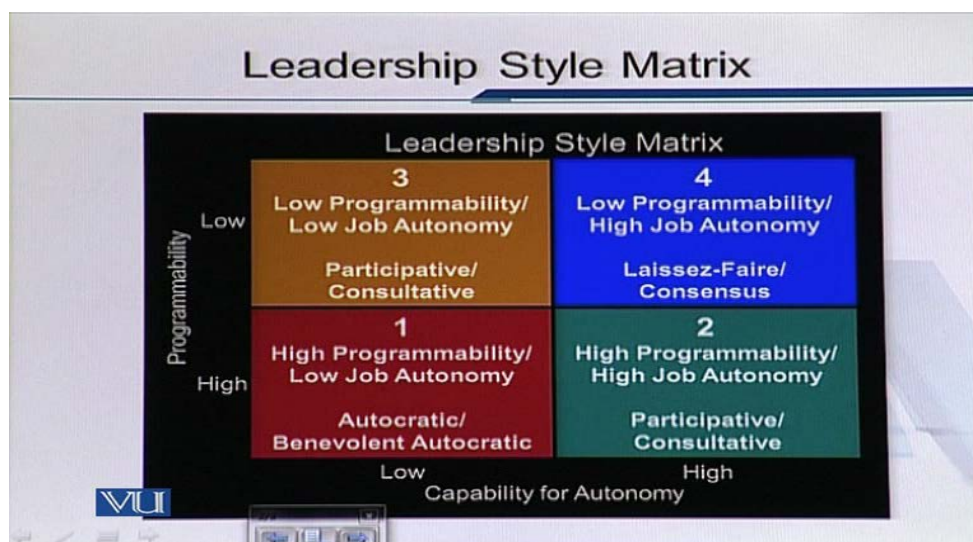 Leadership Style Matrix
Leadership Style Matrix
Programmability
Low
3
Low Programmability/
Low Job Autonomy
Participative/
Consultative
4
Low Programmability/
High Job Autonomy
Laissez-Faire/
Consensus
High
1
High Programmability/
Low Job Autonomy
Autocratic/
Benevolent Autocratic
2
High Programmability/
High Job Autonomy
Participative/
Consultative
Low
High
Capability for Autonomy
VU